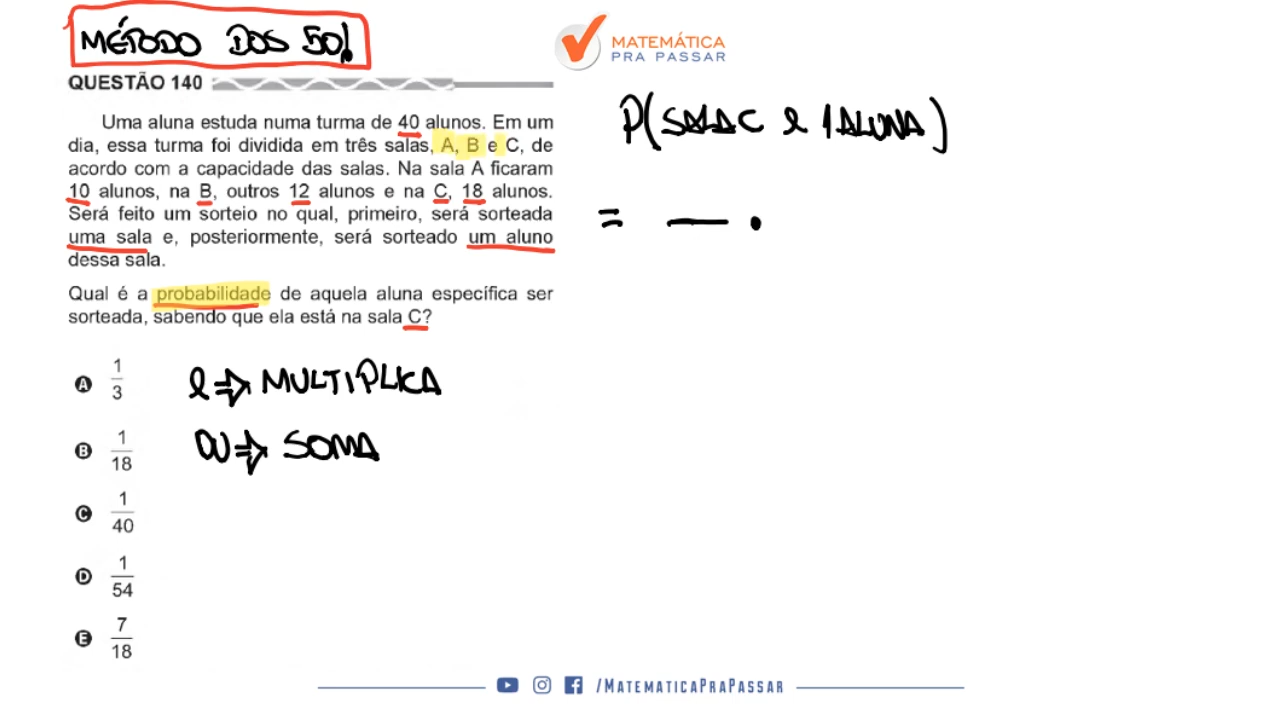 MÉTODO DOS 50%
MATEMÁTICA
PRA PASSAR
QUESTÃO 140
Uma aluna estuda numa turma de 40 alunos. Em um
dia, essa turma foi dividida em três salas, A, B e C, de
acordo com a capacidade das salas. Na sala A ficaram
10 alunos, na B, outros 12 alunos e na C, 18 alunos.
Será feito um sorteio no qual, primeiro, será sorteada
uma sala e, posteriormente, será sorteado um aluno
dessa sala.
Qual é a probabilidade de aquela aluna específica ser
sorteada, sabendo que ela está na sala C?
A 1/3
B 1/18
C 1/40
D 1/54
E 7/18
e ⇒ MULTIPLICA
OU ⇒ SOMA
P(SALA C e 1 ALUNA)
= — .
/MATEMATICAPRAPASSAR